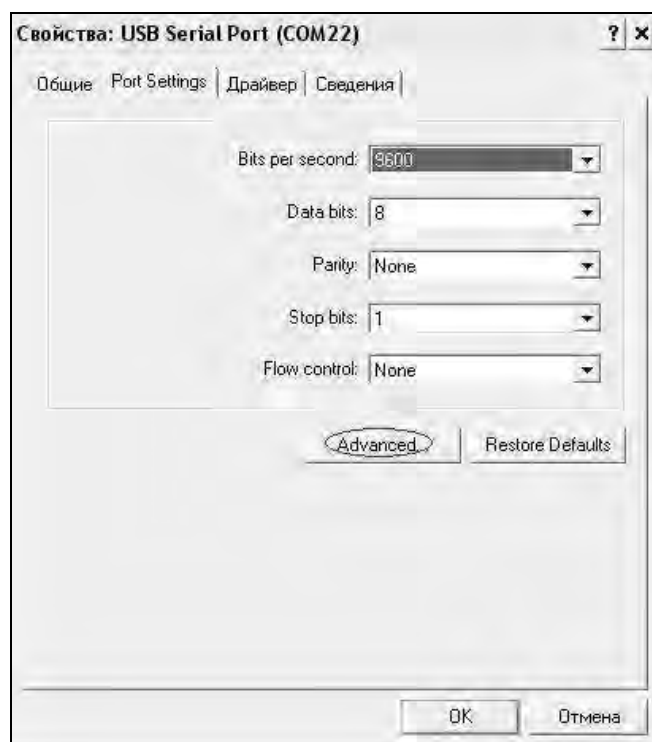 Свойства: USB Serial Port (COM22)
Общие Port Settings Драйвер Сведения
Bits per second: 9600
Data bits: 8
Parity: None
Stop bits: 1
Flow control: None
Advanced... Restore Defaults
OK Отмена